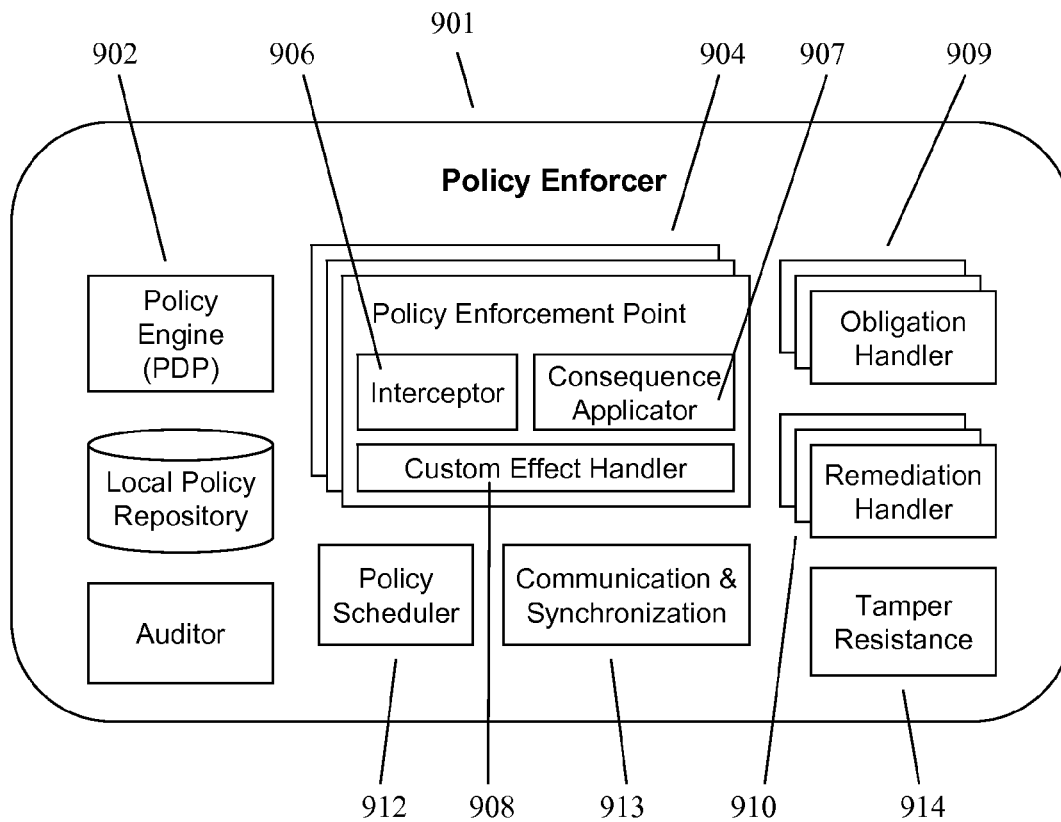 901
902
906
904
907
909
Policy Enforcer
Policy
Engine
(PDP)
Policy Enforcement Point
Interceptor
Consequence
Applicator
Custom Effect Handler
Obligation
Handler
Local Policy
Repository
Remediation
Handler
Auditor
Policy
Scheduler
Communication &
Synchronization
Tamper
Resistance
912
908
913
910
914